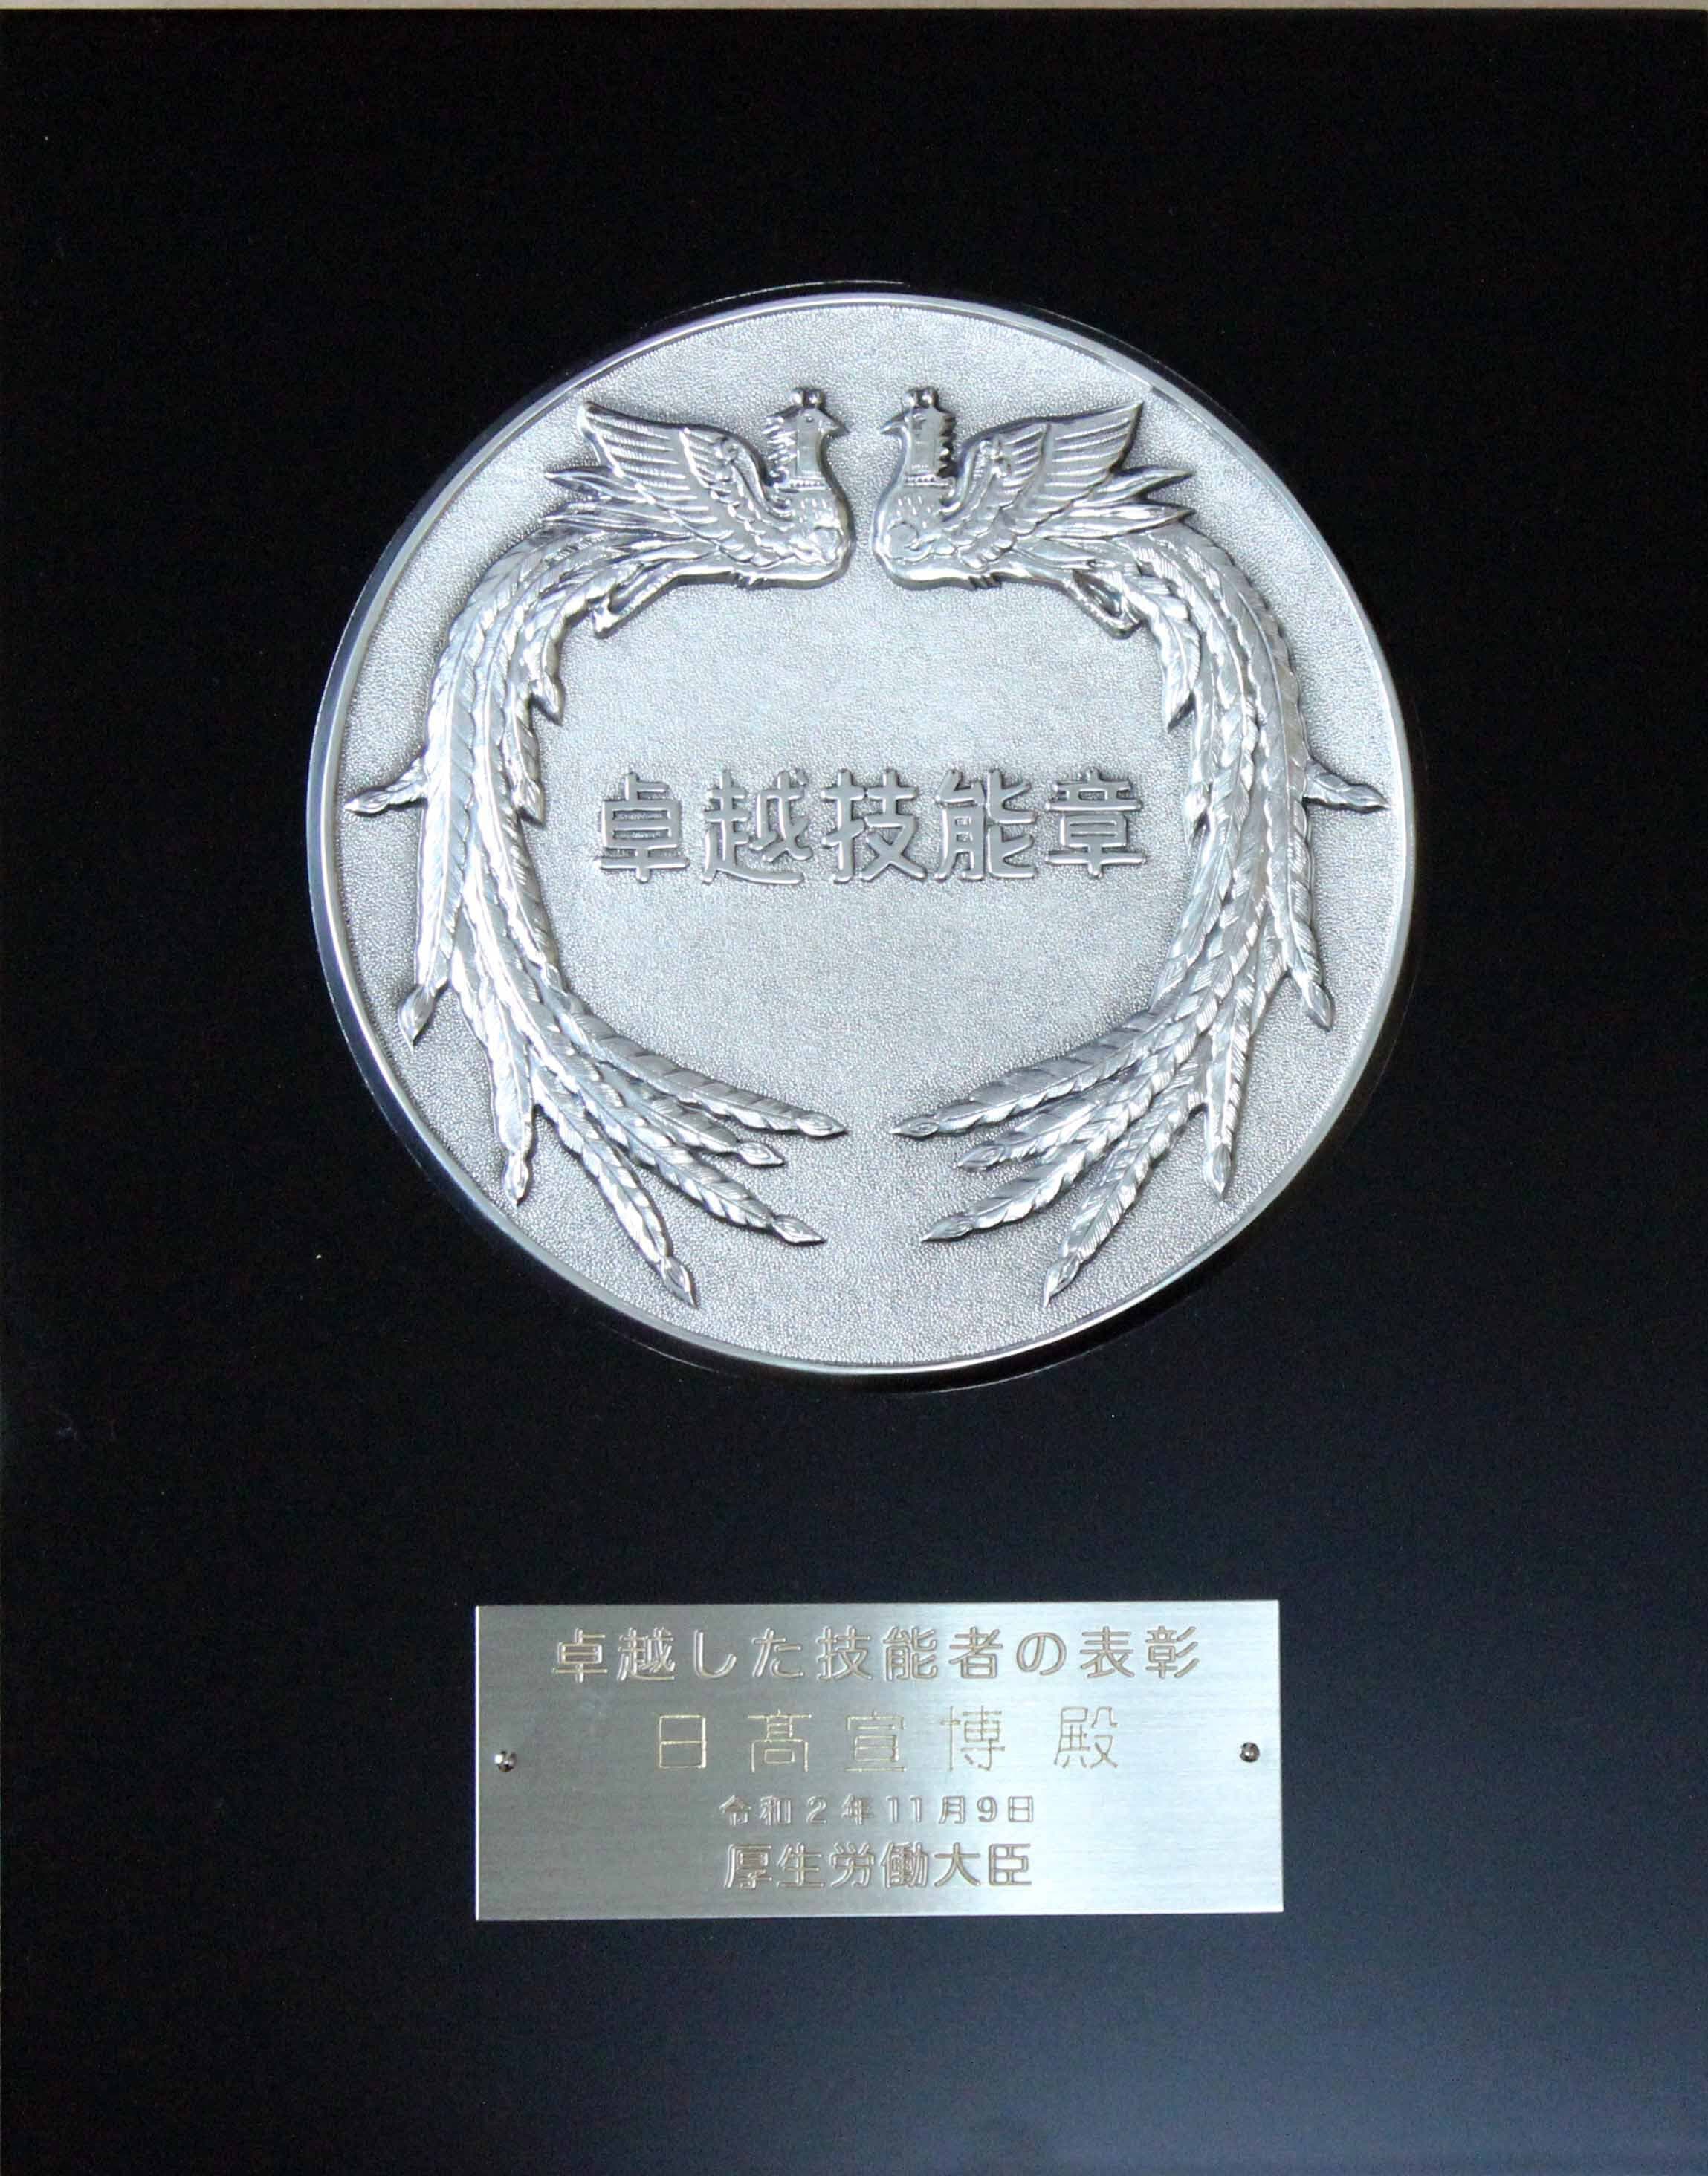 卓越技能章
卓越した技能者の表彰
日髙宣博 殿
令和2年11月9日
厚生労働大臣